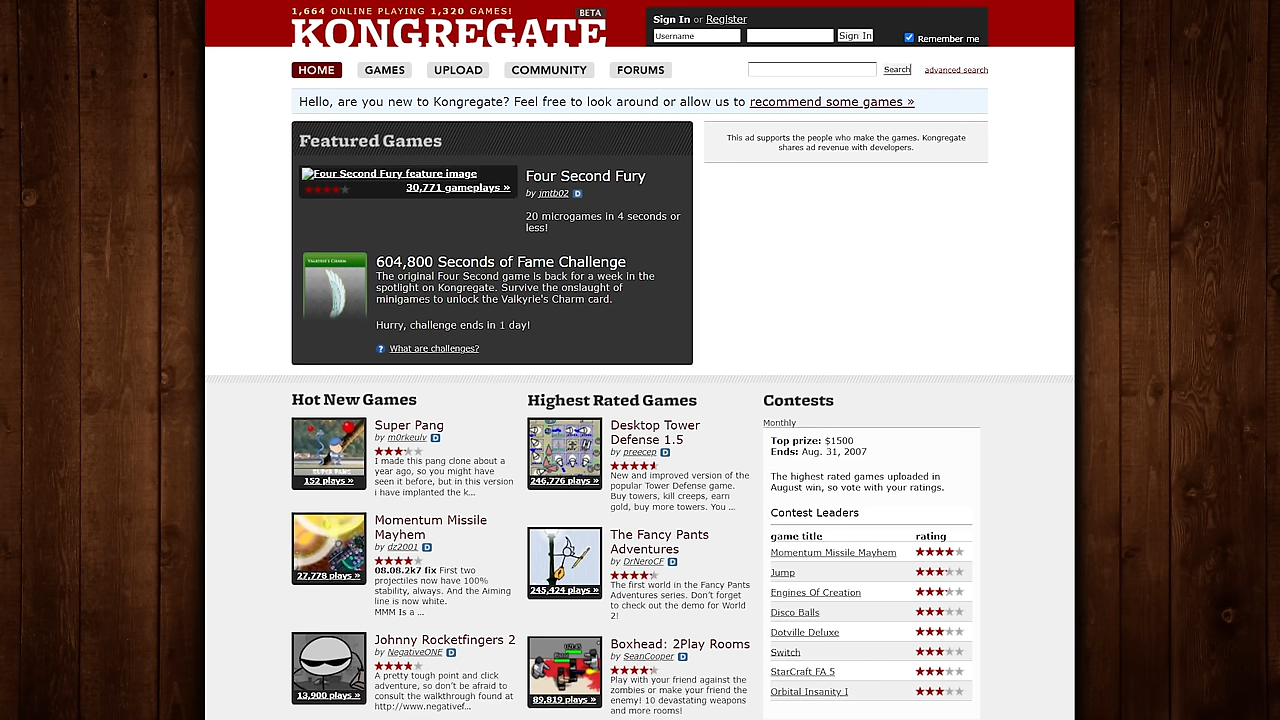 1,664 ONLINE PLAYING 1,320 GAMES!
BETA
KONGREGATE
Sign In or Register
Username
Sign In
Remember me
HOME
GAMES
UPLOAD
COMMUNITY
FORUMS
Search
advanced search
Hello, are you new to Kongregate? Feel free to look around or allow us to recommend some games »
Featured Games
Four Second Fury feature image
30,771 gameplays »
Four Second Fury
by jmtb02 D
20 microgames in 4 seconds or
less!
This ad supports the people who make the games. Kongregate
shares ad revenue with developers.
VALKYRIE'S CHARM
604,800 Seconds of Fame Challenge
The original Four Second game is back for a week in the
spotlight on Kongregate. Survive the onslaught of
minigames to unlock the Valkyrie's Charm card.
Hurry, challenge ends in 1 day!
? What are challenges?
Hot New Games
SUPER PANG
152 plays »
Super Pang
by m0rkeulv D
I made this pang clone about a
year ago, so you might have
seen it before, but in this version
i have implanted the k...
27,778 plays »
Momentum Missile
Mayhem
by dz2001 D
08.08.2k7 fix First two
projectiles now have 100%
stability, always. And the Aiming
line is now white.
MMM Is a ...
13,900 plays »
Johnny Rocketfingers 2
by NegativeONE D
A pretty tough point and click
adventure, so don't be afraid to
consult the walkthrough found at
http://www.negativef...
Highest Rated Games
246,776 plays »
Desktop Tower
Defense 1.5
by preecep D
New and improved version of the
popular Tower Defense game.
Buy towers, kill creeps, earn
gold, buy more towers. You ...
245,424 plays »
The Fancy Pants
Adventures
by DrNeroCF D
The first world in the Fancy Pants
Adventures series. Don't forget
to check out the demo for World
2!
89,819 plays »
Boxhead: 2Play Rooms
by SeanCooper D
Play with your friend against the
zombies or make your friend the
enemy! 10 devastating weapons
and more rooms!
Contests
Monthly
Top prize: $1500
Ends: Aug. 31, 2007
The highest rated games uploaded in
August win, so vote with your ratings.
Contest Leaders
game title rating
Momentum Missile Mayhem
Jump
Engines Of Creation
Disco Balls
Dotville Deluxe
Switch
StarCraft FA 5
Orbital Insanity I